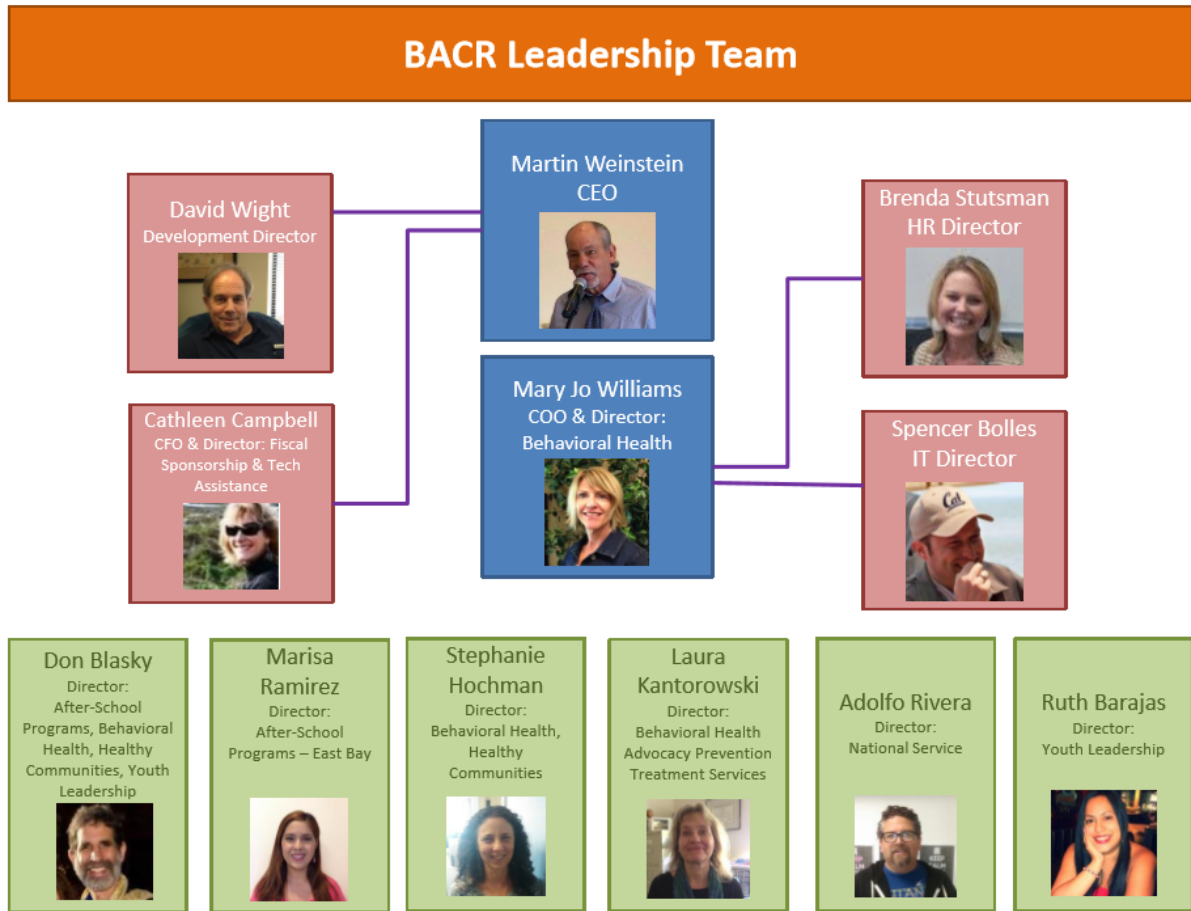 BACR Leadership Team
Martin Weinstein
CEO
David Wight
Development Director
Brenda Stutsman
HR Director
Cathleen Campbell
CFO & Director: Fiscal
Sponsorship & Tech
Assistance
Mary Jo Williams
COO & Director:
Behavioral Health
Spencer Bolles
IT Director
Cal
Don Blasky
Director:
After-School
Programs, Behavioral
Health, Healthy
Communities, Youth
Leadership
Marisa
Ramirez
Director:
After-School
Programs – East Bay
Stephanie
Hochman
Director:
Behavioral Health,
Healthy
Communities
Laura
Kantorowski
Director:
Behavioral Health
Advocacy Prevention
Treatment Services
Adolfo Rivera
Director:
National Service
KEEP
CALM
Ruth Barajas
Director:
Youth Leadership